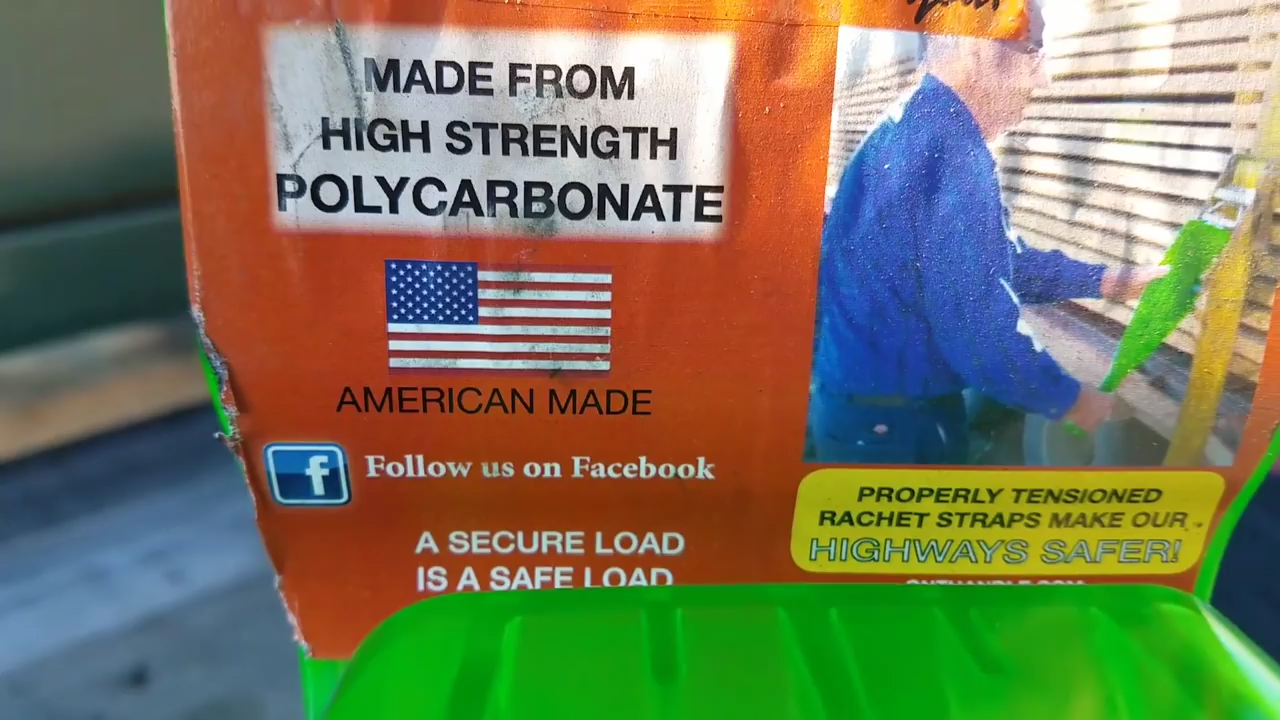 MADE FROM
HIGH STRENGTH
POLYCARBONATE
AMERICAN MADE
f
Follow us on Facebook
A SECURE LOAD
IS A SAFE LOAD
PROPERLY TENSIONED
RACHET STRAPS MAKE OUR
HIGHWAYS SAFER!